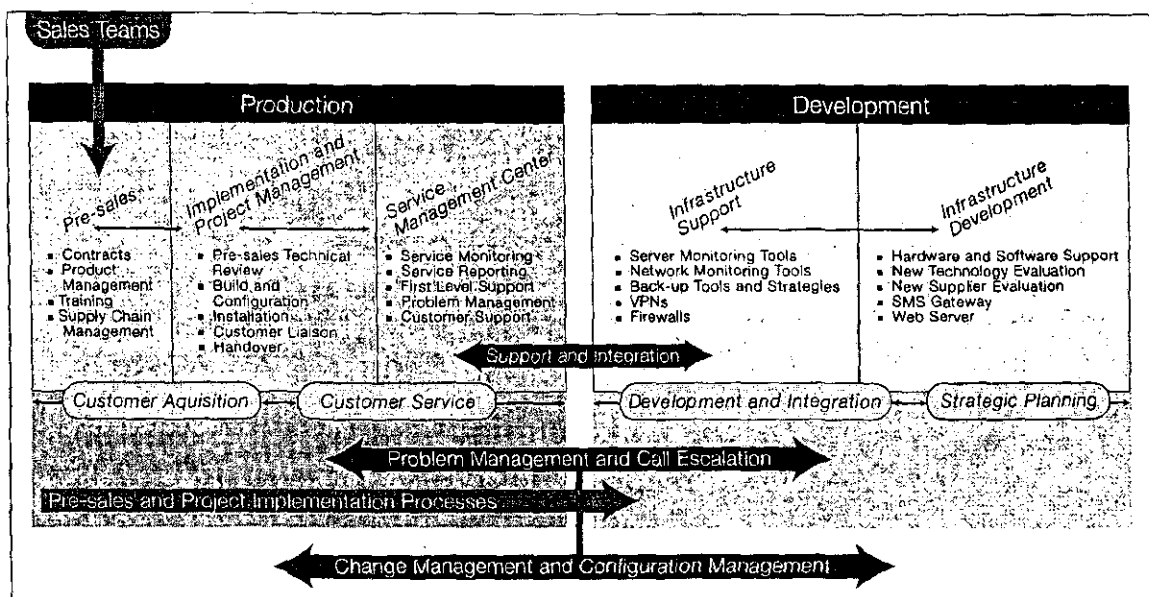 Sales Teams
Production
Development
Pre-sales
Implementation and
Project Management
Service
Management Center
Infrastructure
Support
Infrastructure
Development
▪ Contracts
▪ Product
Management
▪ Training
▪ Supply Chain
Management
▪ Pre-sales Technical
Review
▪ Build and
Configuration
▪ Installation
▪ Customer Liaison
▪ Handover
▪ Service Monitoring
▪ Service Reporting
▪ First Level Support
▪ Problem Management
▪ Customer Support
▪ Server Monitoring Tools
▪ Network Monitoring Tools
▪ Back-up Tools and Strategies
▪ VPNs
▪ Firewalls
▪ Hardware and Software Support
▪ New Technology Evaluation
▪ New Supplier Evaluation
▪ SMS Gateway
▪ Web Server
Support and Integration
Customer Aquisition
Customer Service
Development and Integration
Strategic Planning
Problem Management and Call Escalation
Pre-sales and Project Implementation Processes
Change Management and Configuration Management